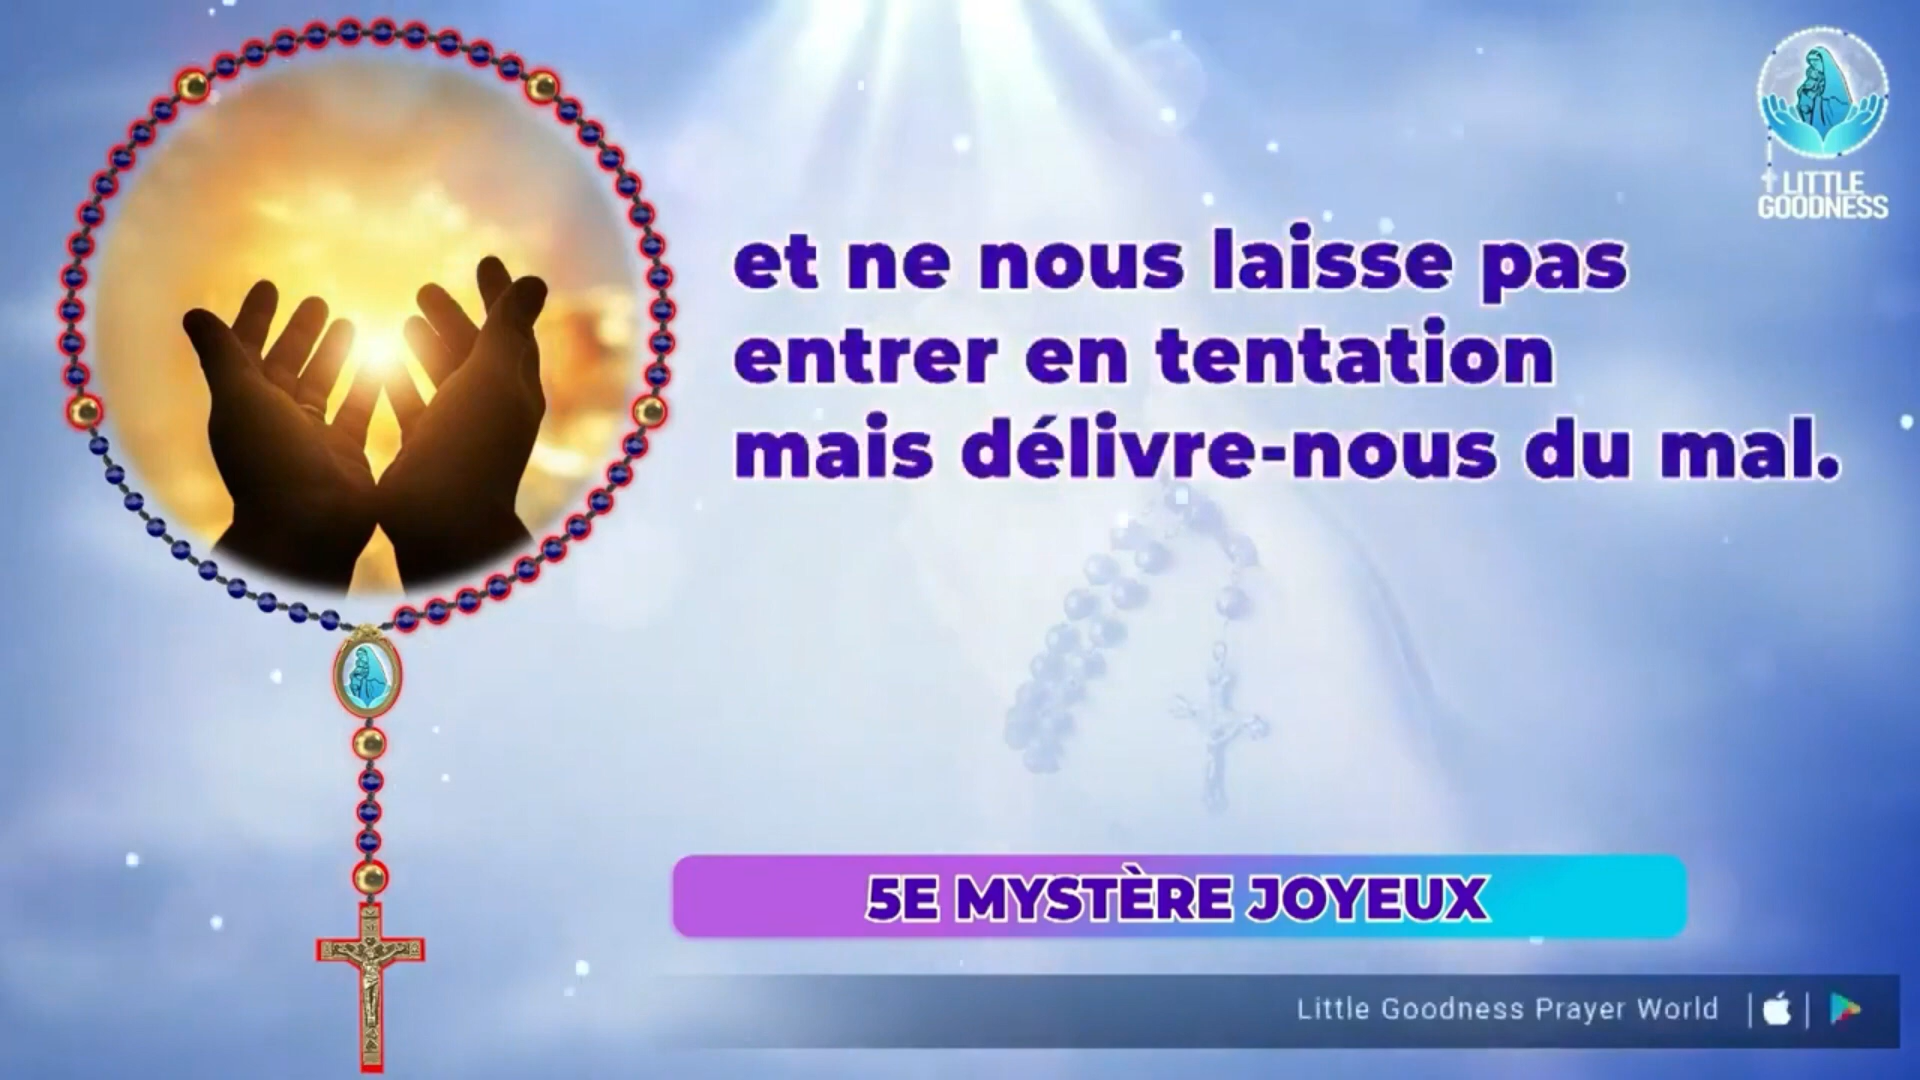 LITTLE
GOODNESS
et ne nous laisse pas
entrer en tentation
mais délivre-nous du mal.
5E MYSTÈRE JOYEUX
Little Goodness Prayer World